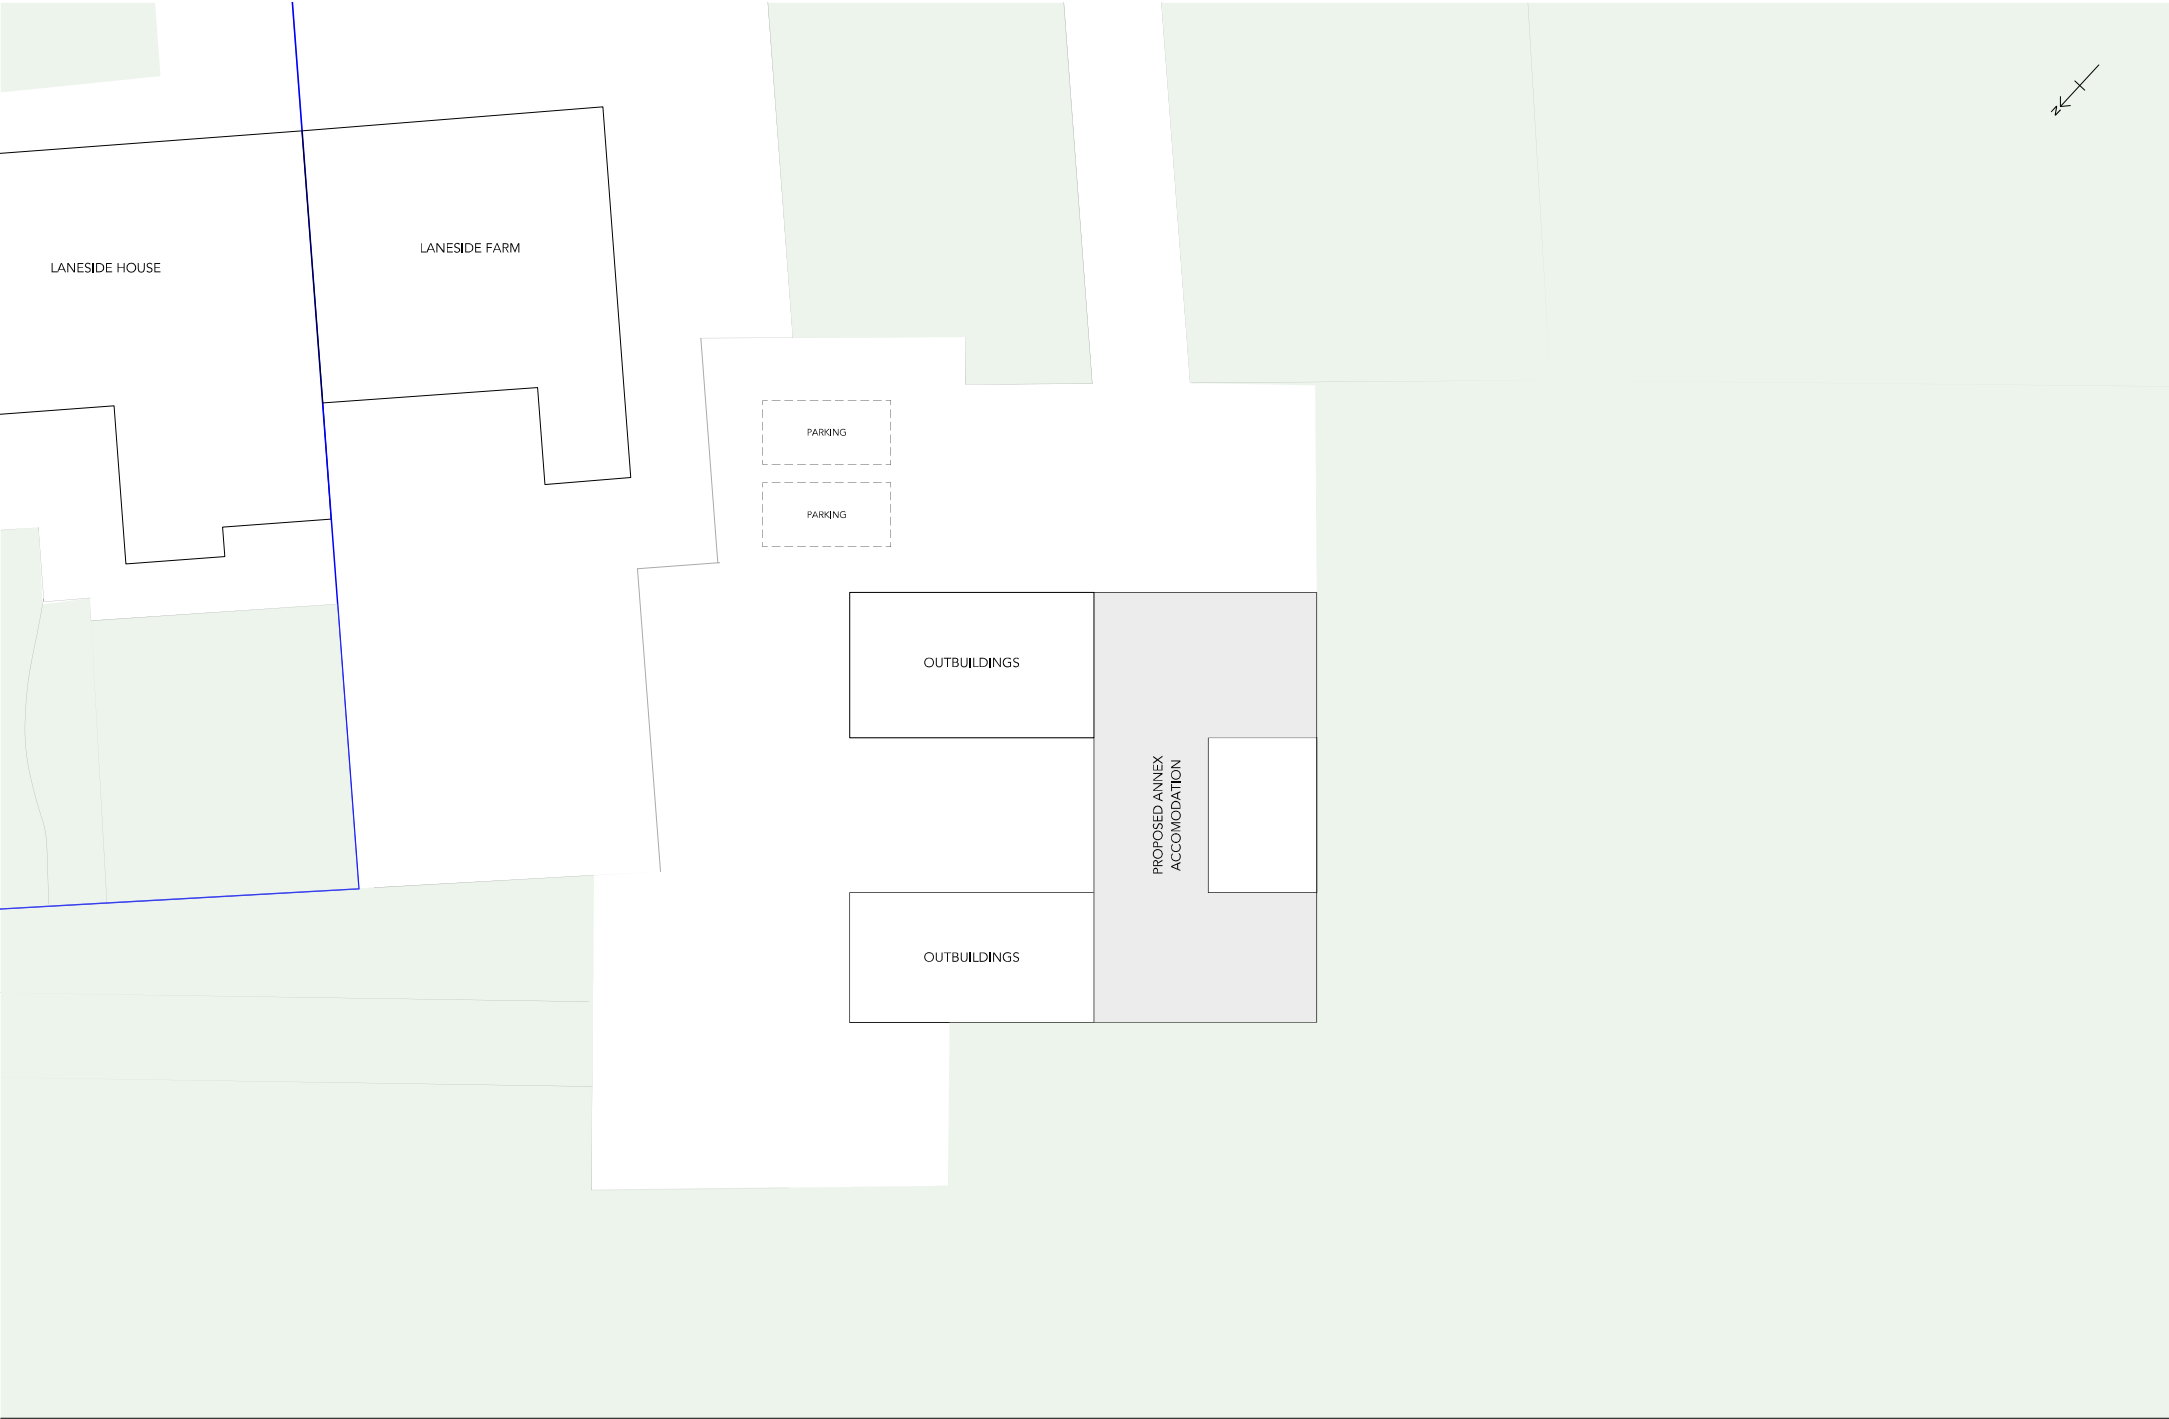 N
LANESIDE FARM
LANESIDE HOUSE
PARKING
PARKING
OUTBUILDINGS
PROPOSED ANNEX
ACCOMODATION
OUTBUILDINGS